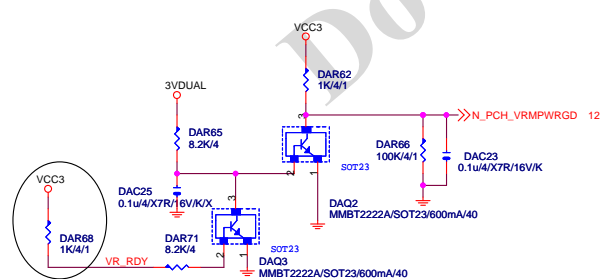 Do
VCC3
DAR62
1K/4/1
3VDUAL
N_PCH_VRMPWRGD 12
DAR65
8.2K/4
DAR66
100K/4/1
DAC23
0.1u/4/X7R/16V/K
3
2
1
SOT23
DAQ2
MMBT2222A/SOT23/600mA/40
VCC3
DAC25
0.1u/4/X7R/16V/K/X
3
2
1
SOT23
DAR68
1K/4/1
VR_RDY
DAR71
8.2K/4
DAQ3
MMBT2222A/SOT23/600mA/40